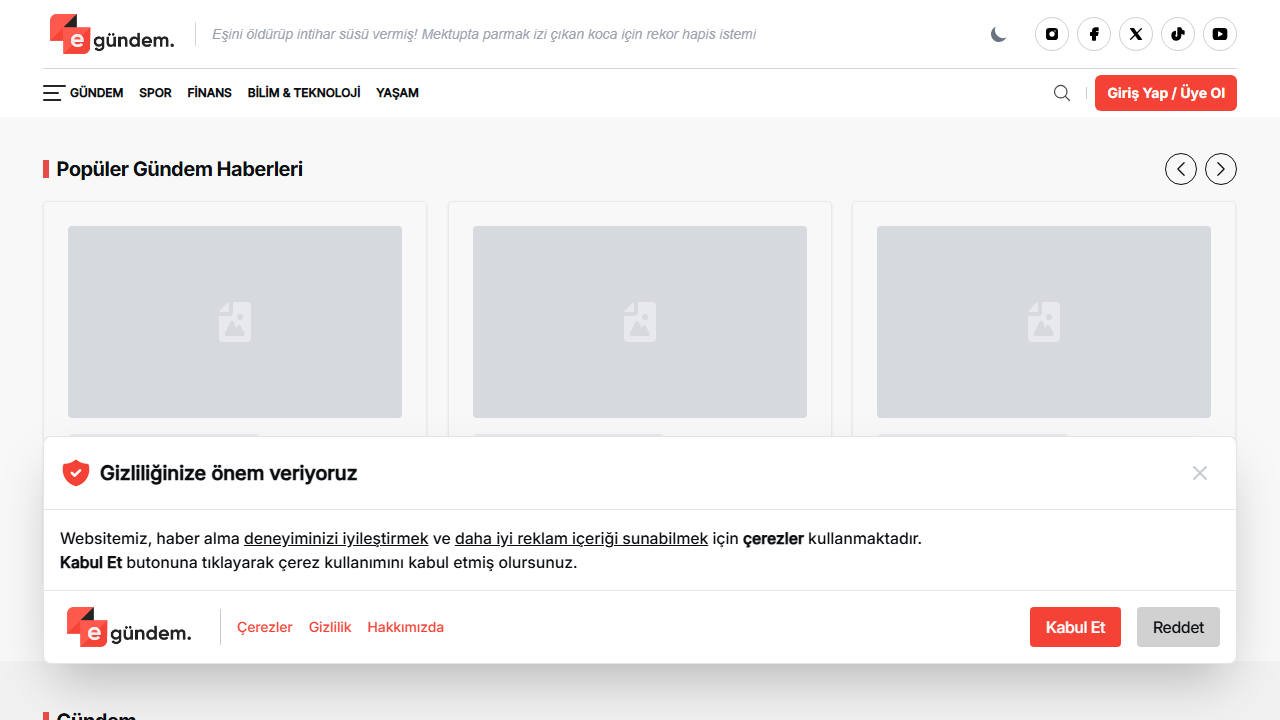 e gündem.
Eşini öldürüp intihar süsü vermiş! Mektupta parmak izi çıkan koca için rekor hapis istemi
GÜNDEM SPOR FİNANS BİLİM & TEKNOLOJİ YAŞAM
Giriş Yap / Üye Ol
Popüler Gündem Haberleri
Gizliliğinize önem veriyoruz
Websitemiz, haber alma deneyiminizi iyileştirmek ve daha iyi reklam içeriği sunabilmek için çerezler kullanmaktadır.
Kabul Et butonuna tıklayarak çerez kullanımını kabul etmiş olursunuz.
e gündem.
Çerezler Gizlilik Hakkımızda
Kabul Et Reddet
Gündem